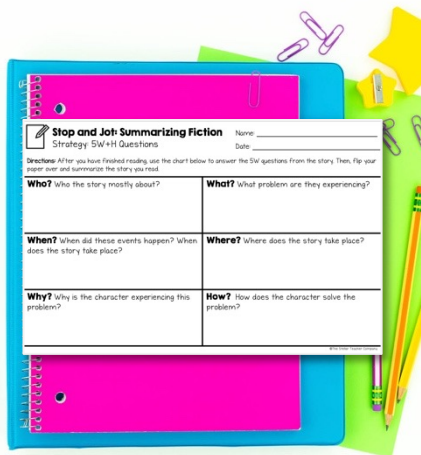 Stop and Jot: Summarizing Fiction
Strategy: 5W+H Questions
Name:
Date:
Directions: After you have finished reading, use the chart below to answer the 5W questions from the story. Then, flip your
paper over and summarize the story you read.
Who? Who the story mostly about?
What? What problem are they experiencing?
When? When did these events happen? When
does the story take place?
Where? Where does the story take place?
Why? Why is the character experiencing this
problem?
How? How does the character solve the
problem?